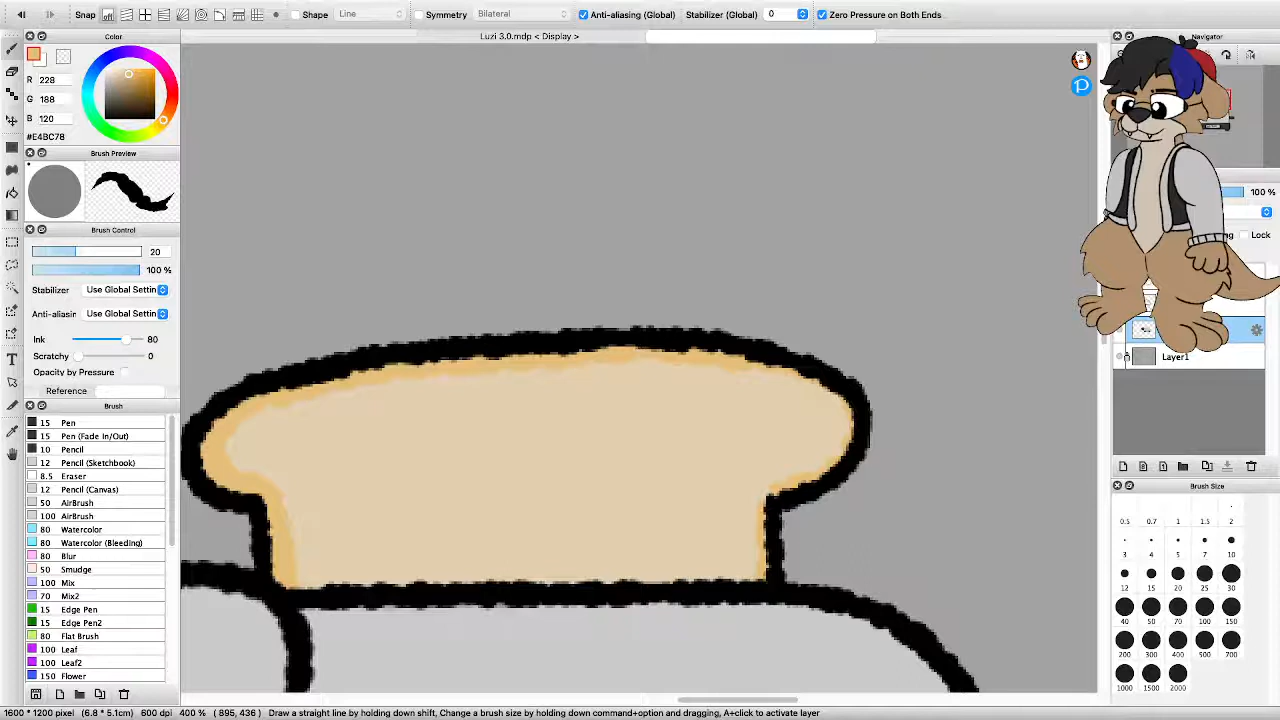 Snap
Shape
Line
Symmetry
Bilateral
Anti-aliasing (Global)
Stabilizer (Global)
0
Zero Pressure on Both Ends
Color
Luzi 3.0.mdp < Display >
Navigator
R 228
G 188
B 120
#E4BC78
Brush Preview
Brush Control
20
100 %
Stabilizer
Use Global Settin
Anti-aliasin
Use Global Settin
Ink
80
Scratchy
0
Opacity by Pressure
Reference
Brush
15 Pen
15 Pen (Fade In/Out)
10 Pencil
12 Pencil (Sketchbook)
8.5 Eraser
12 Pencil (Canvas)
50 AirBrush
100 AirBrush
80 Watercolor
80 Watercolor (Bleeding)
80 Blur
50 Smudge
100 Mix
70 Mix2
15 Edge Pen
15 Edge Pen2
80 Flat Brush
50 Leaf
100 Leaf2
150 Flower
100 %
Lock
Layer1
Brush Size
0.5 0.7 1 1.5 2
3 4 5 7 10
12 15 20 25 30
40 50 70 100 150
200 300 400 500 700
1000 1500 2000
1600 * 1200 pixel (6.8 * 5.1cm) 600 dpi 400 % ( 895, 436 ) Draw a straight line by holding down shift, Change a brush size by holding down command+option and dragging, A+click to activate layer